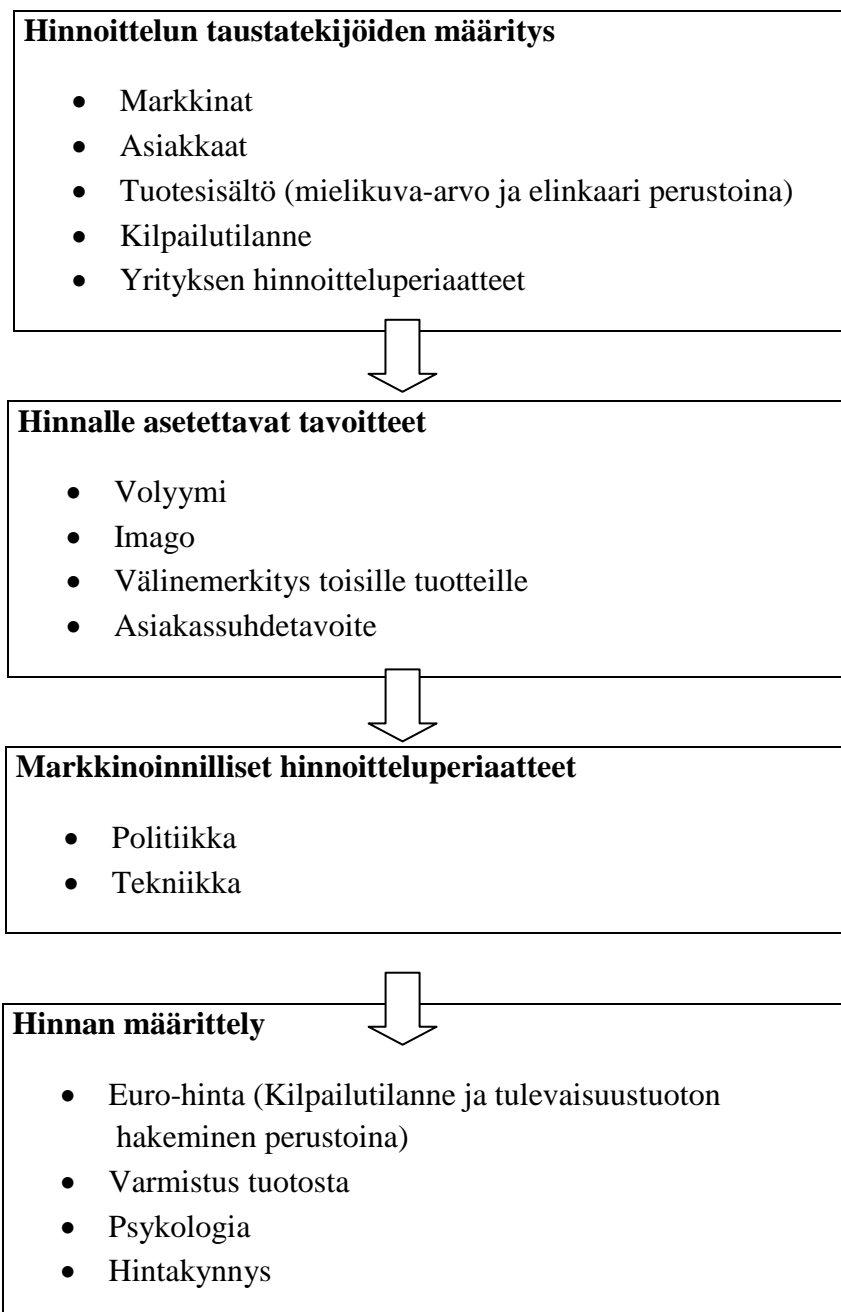 Hinnoittelun taustatekijöiden määritys
• Markkinat
• Asiakkaat
• Tuotesisältö (mielikuva-arvo ja elinkaari perustoina)
• Kilpailutilanne
• Yrityksen hinnoitteluperiaatteet
Hinnalle asetettavat tavoitteet
• Volyymi
• Imago
• Välinemerkitys toisille tuotteille
• Asiakassuhdetavoite
Markkinoinnilliset hinnoitteluperiaatteet
• Politiikka
• Tekniikka
Hinnan määrittely
• Euro-hinta (Kilpailutilanne ja tulevaisuustuoton
hakeminen perustoina)
• Varmistus tuotosta
• Psykologia
• Hintakynnys